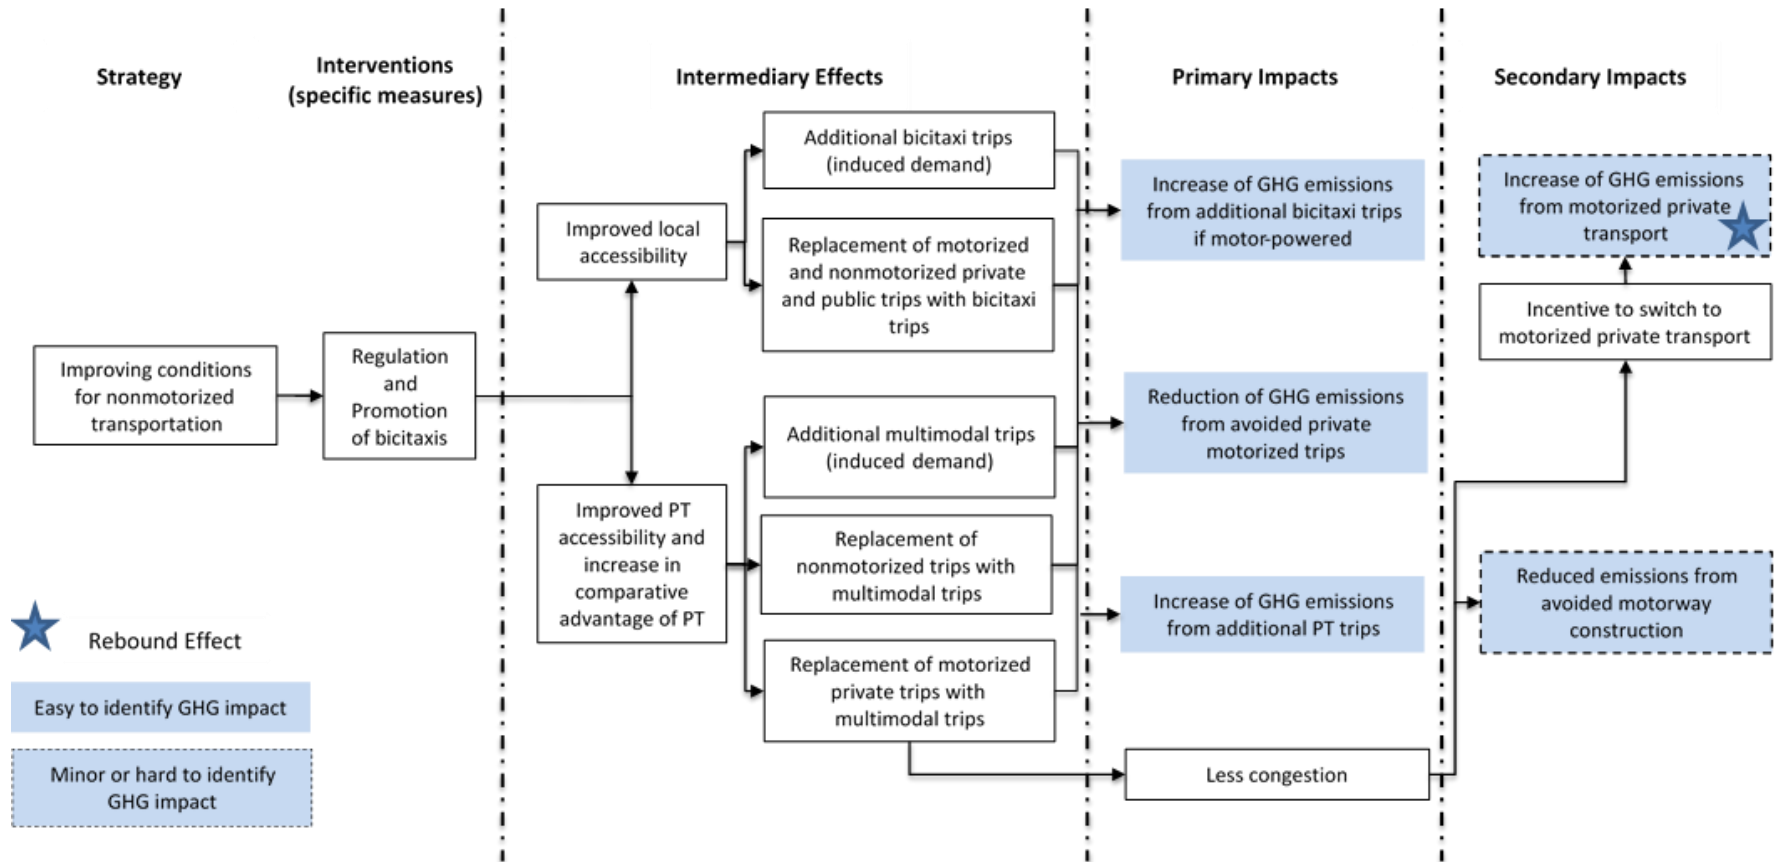 Strategy
Interventions
(specific measures)
Intermediary Effects
Primary Impacts
Secondary Impacts
Improving conditions
for nonmotorized
transportation
Regulation
and
Promotion
of bicitaxis
Improved local
accessibility
Improved PT
accessibility and
increase in
comparative
advantage of PT
Additional bicitaxi trips
(induced demand)
Replacement of motorized
and nonmotorized private
and public trips with bicitaxi
trips
Additional multimodal trips
(induced demand)
Replacement of
nonmotorized trips with
multimodal trips
Replacement of motorized
private trips with
multimodal trips
Increase of GHG emissions
from additional bicitaxi trips
if motor-powered
Reduction of GHG emissions
from avoided private
motorized trips
Increase of GHG emissions
from additional PT trips
Less congestion
Increase of GHG emissions
from motorized private
transport
Incentive to switch to
motorized private transport
Reduced emissions from
avoided motorway
construction
Rebound Effect
Easy to identify GHG impact
Minor or hard to identify
GHG impact